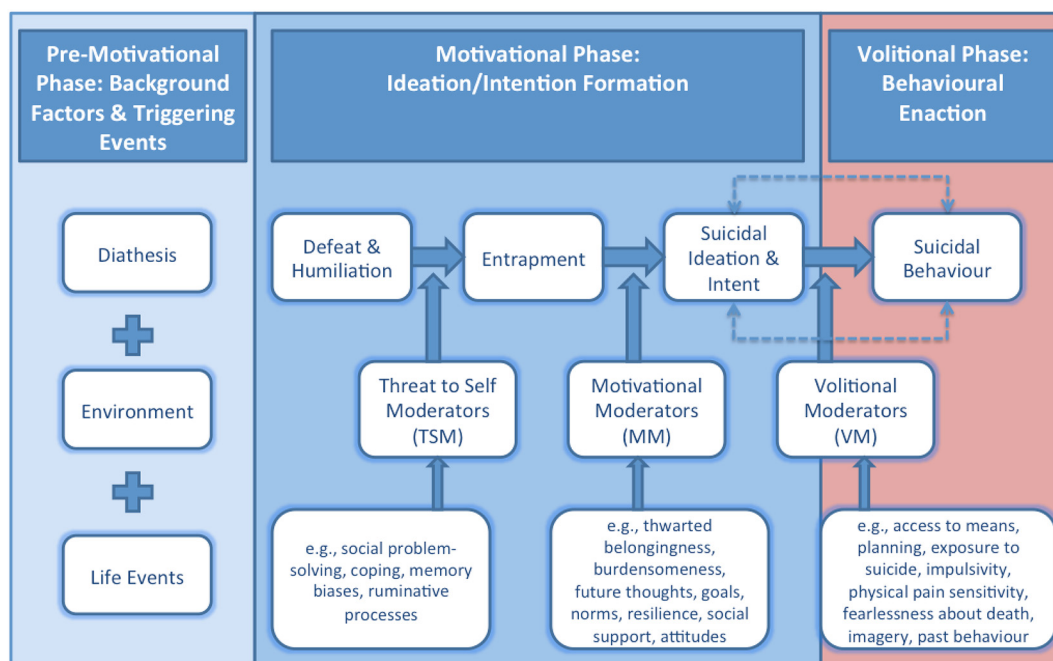 Pre-Motivational
Phase: Background
Factors & Triggering
Events
Motivational Phase:
Ideation/Intention Formation
Volitional Phase:
Behavioural
Enaction
Diathesis
Environment
Life Events
Defeat &
Humiliation
Entrapment
Suicidal
Ideation &
Intent
Suicidal
Behaviour
Threat to Self
Moderators
(TSM)
Motivational
Moderators
(MM)
Volitional
Moderators
(VM)
e.g., social problem-
solving, coping, memory
biases, ruminative
processes
e.g., thwarted
belongingness,
burdensomeness,
future thoughts, goals,
norms, resilience, social
support, attitudes
e.g., access to means,
planning, exposure to
suicide, impulsivity,
physical pain sensitivity,
fearlessness about death,
imagery, past behaviour